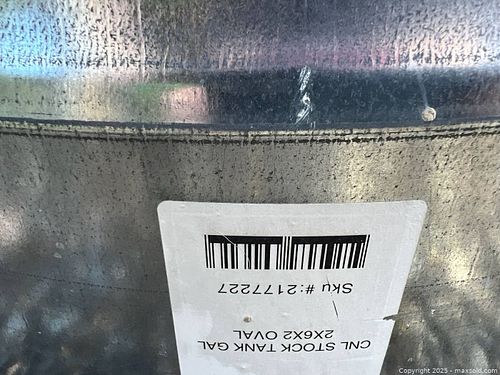 CNL STOCK TANK GAL
2X6X2 OVAL
Sku #:2177227
Copyright 2025 - maxsold.com